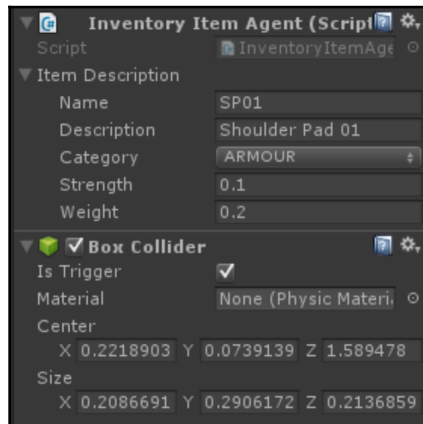 Inventory Item Agent (Script
Script InventoryItemAge
Item Description
Name SP01
Description Shoulder Pad 01
Category ARMOUR
Strength 0.1
Weight 0.2
Box Collider
Is Trigger
Material None (Physic Materi
Center
X 0.2218903 Y 0.0739139 Z 1.589478
Size
X 0.2086691 Y 0.2906172 Z 0.2136859